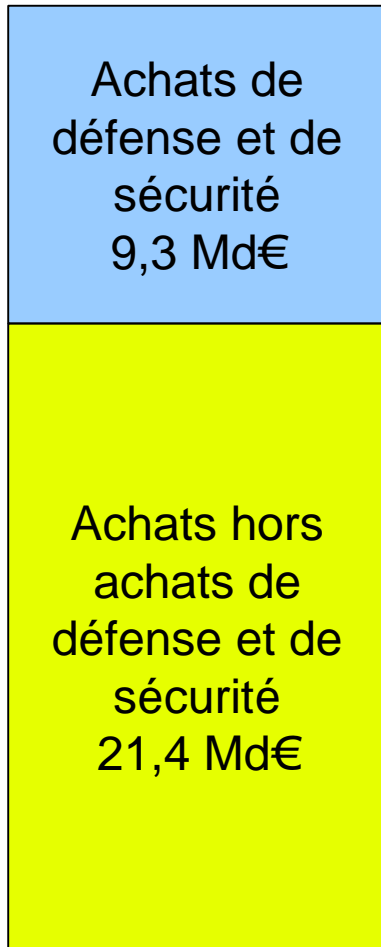 Achats de
défense et de
sécurité
9,3 Md€
Achats hors
achats de
défense et de
sécurité
21,4 Md€